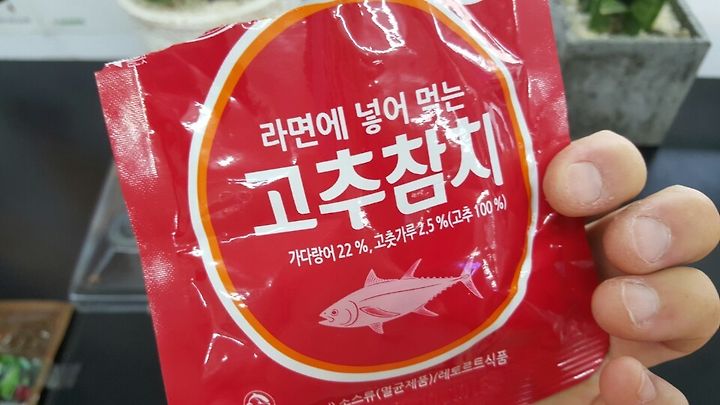 라면에 넣어 먹는
고추참치
가다랑어 22 %, 고춧가루 2.5 %(고추 100 %)
소스류(멸균제품)/레토르트식품